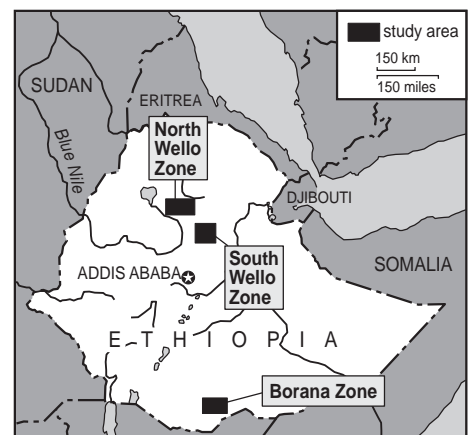 study area
150 km
150 miles
SUDAN
ERITREA
North
Wello
Zone
Blue Nile
DJIBOUTI
ADDIS ABABA
South
Wello
Zone
SOMALIA
ETHIOPIA
Borana Zone